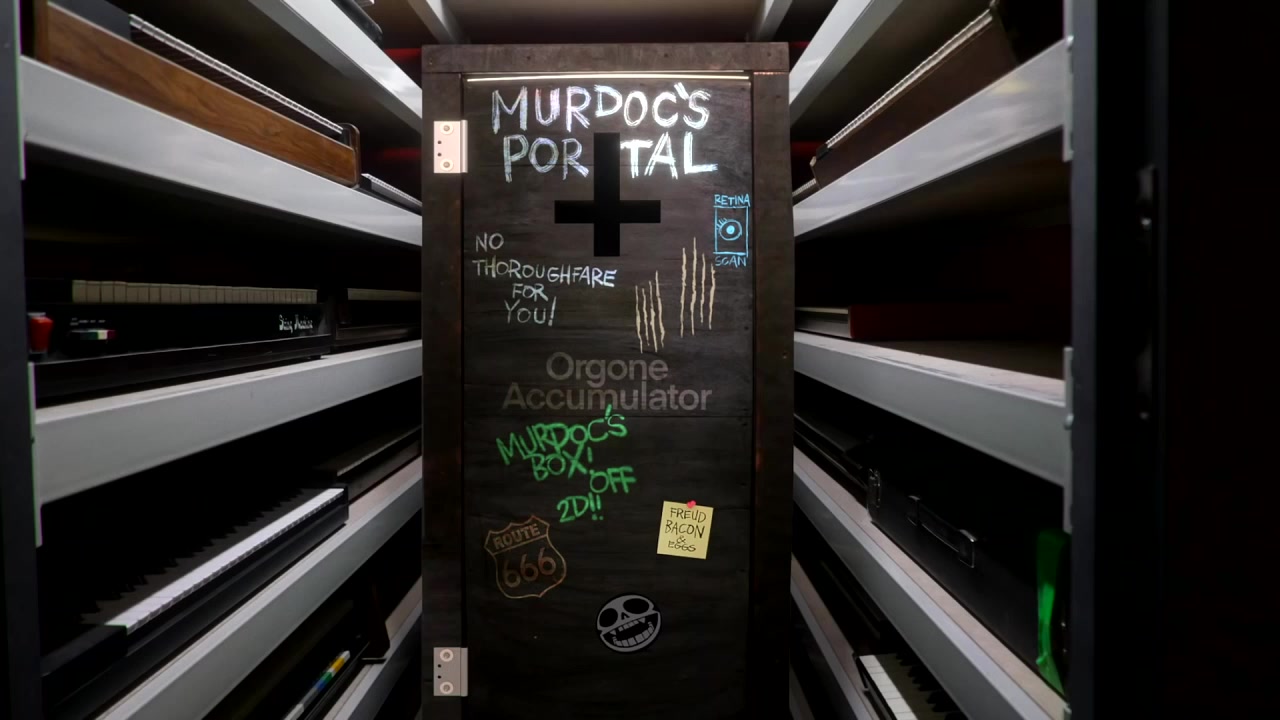 MURDOC'S
PORTAL
RETINA
SCAN
NO
THOROUGHFARE
FOR
YOU!
Orgone
Accumulator
MURDOC'S
BOX!
OFF
2D!!
FREUD
BACON
&
EGGS
ROUTE
666